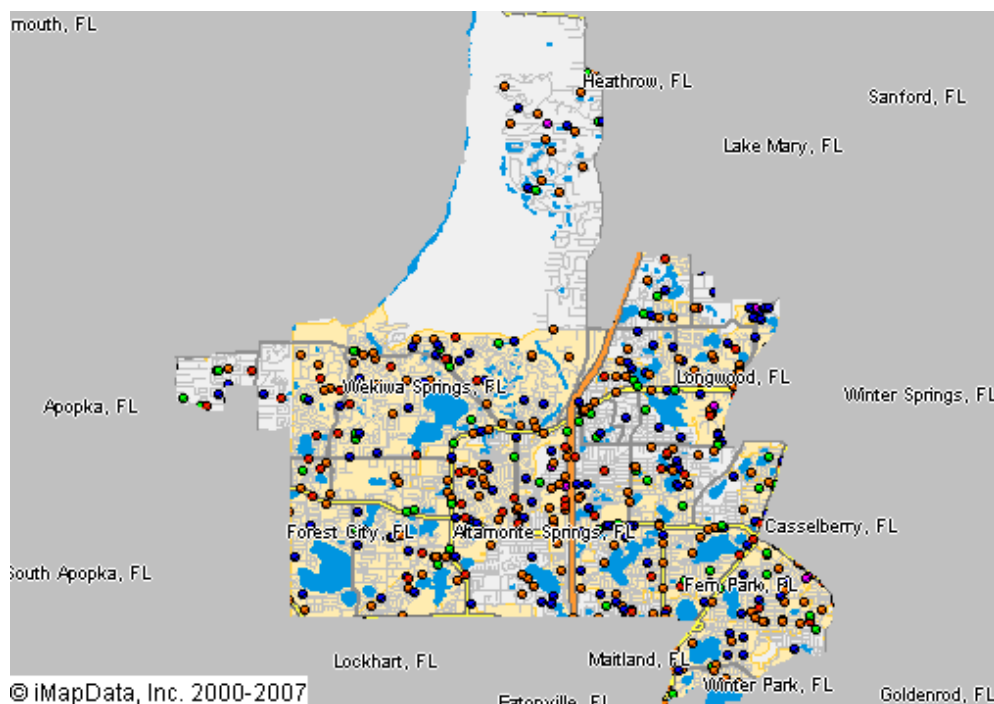 mouth, FL
Heathrow, FL
Sanford, FL
Lake Mary, FL
Longwood, FL
Wekiwa Springs, FL
Winter Springs, FL
Apopka, FL
Casselberry, FL
Forest City, FL
Altamonte Springs, FL
South Apopka, FL
Fern Park, FL
Lockhart, FL
Maitland, FL
Winter Park, FL
Goldenrod, FL
Eatonville, FL
© iMapData, Inc. 2000-2007